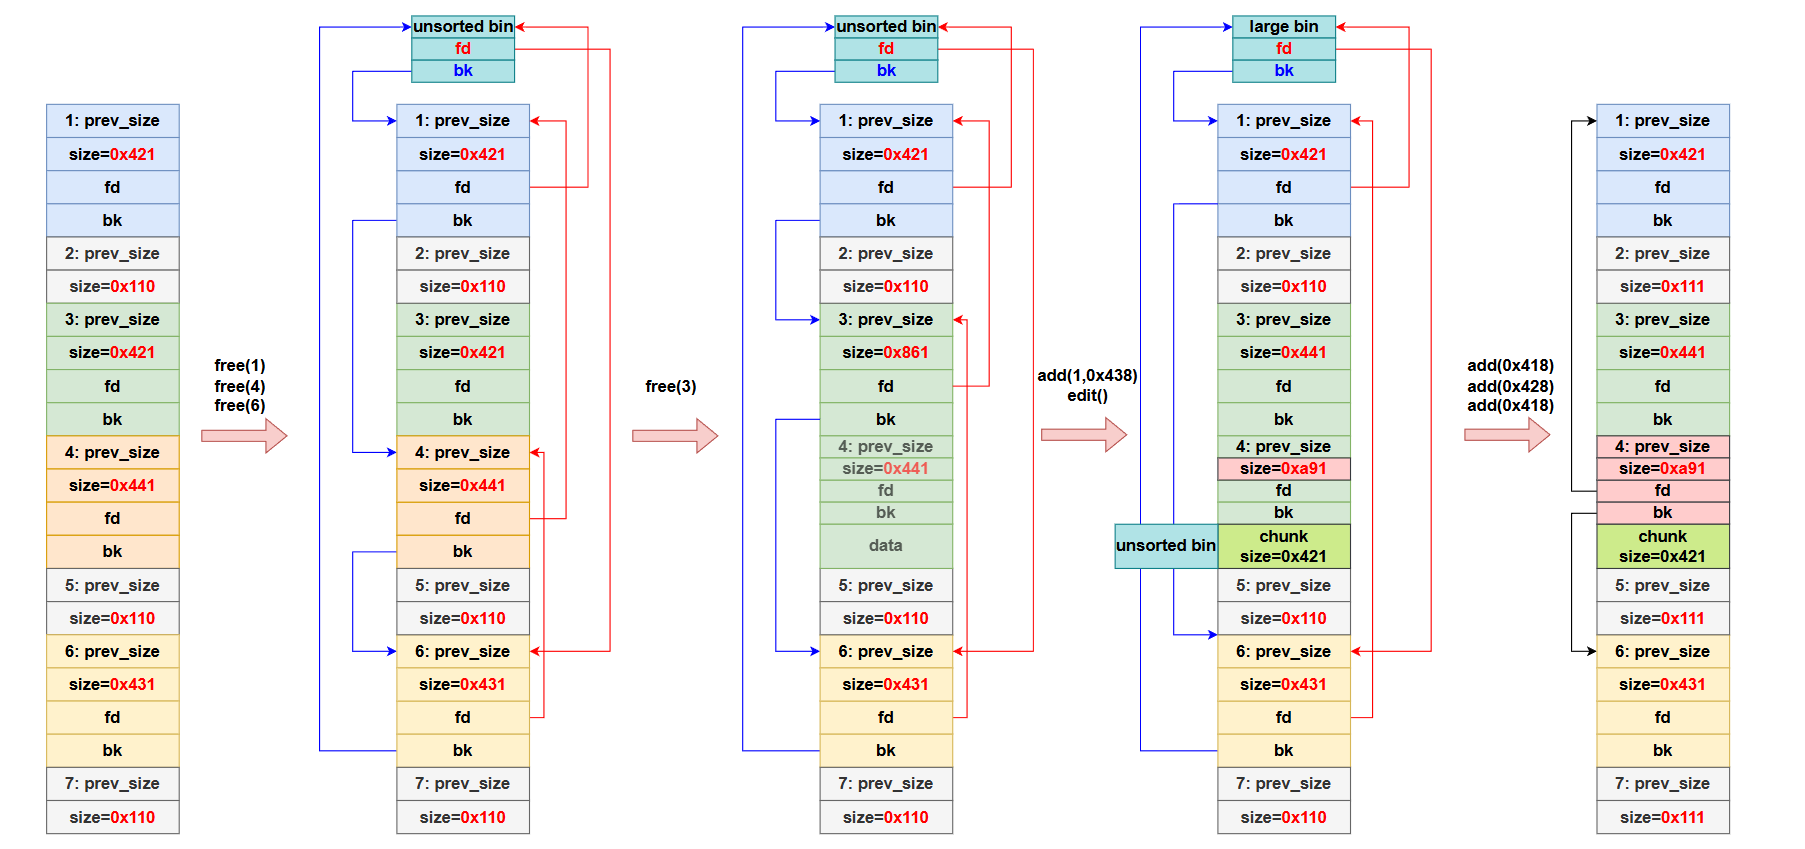 1: prev_size
size=0x421
fd
bk
2: prev_size
size=0x110
3: prev_size
size=0x421
fd
bk
4: prev_size
size=0x441
fd
bk
5: prev_size
size=0x110
6: prev_size
size=0x431
fd
bk
7: prev_size
size=0x110
free(1)
free(4)
free(6)
unsorted bin
fd
bk
1: prev_size
size=0x421
fd
bk
2: prev_size
size=0x110
3: prev_size
size=0x421
fd
bk
4: prev_size
size=0x441
fd
bk
5: prev_size
size=0x110
6: prev_size
size=0x431
fd
bk
7: prev_size
size=0x110
free(3)
unsorted bin
fd
bk
1: prev_size
size=0x421
fd
bk
2: prev_size
size=0x110
3: prev_size
size=0x861
fd
bk
4: prev_size
size=0x441
fd
bk
data
5: prev_size
size=0x110
6: prev_size
size=0x431
fd
bk
7: prev_size
size=0x110
add(1,0x438)
edit()
large bin
fd
bk
1: prev_size
size=0x421
fd
bk
2: prev_size
size=0x110
3: prev_size
size=0x441
fd
bk
4: prev_size
size=0xa91
fd
bk
unsorted bin
chunk
size=0x421
5: prev_size
size=0x110
6: prev_size
size=0x431
fd
bk
7: prev_size
size=0x110
add(0x418)
add(0x428)
add(0x418)
1: prev_size
size=0x421
fd
bk
2: prev_size
size=0x111
3: prev_size
size=0x441
fd
bk
4: prev_size
size=0xa91
fd
bk
chunk
size=0x421
5: prev_size
size=0x111
6: prev_size
size=0x431
fd
bk
7: prev_size
size=0x111